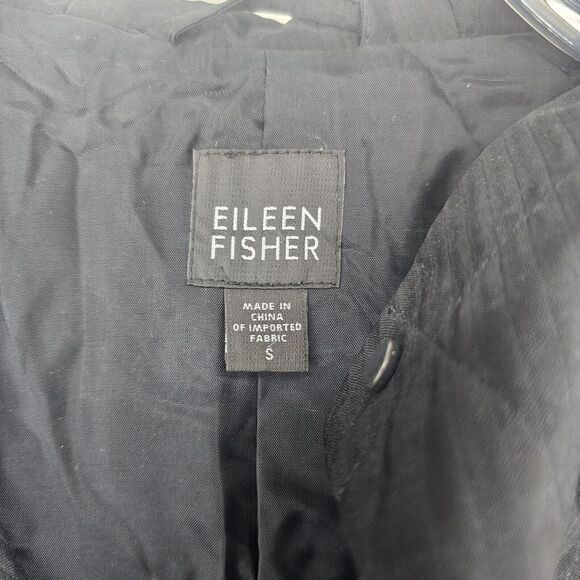 EILEEN
FISHER
MADE IN
CHINA
OF IMPORTED
FABRIC
S